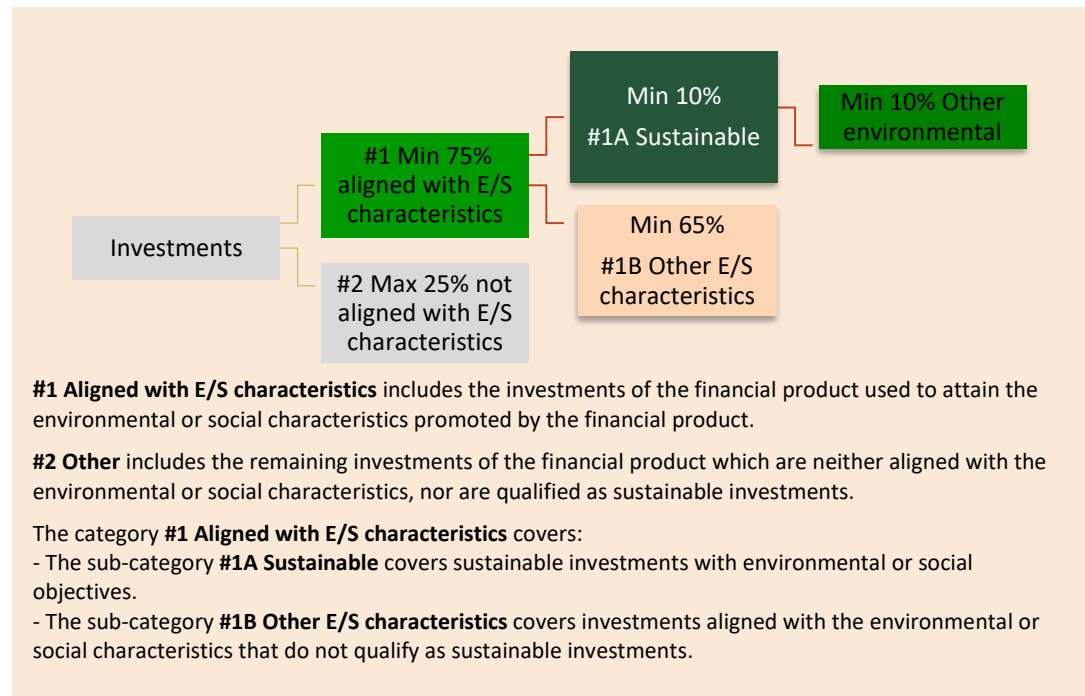 Min 10%
#1A Sustainable
Min 10% Other
environmental
#1 Min 75%
aligned with E/S
characteristics
Investments
Min 65%
#1B Other E/S
characteristics
#2 Max 25% not
aligned with E/S
characteristics
#1 Aligned with E/S characteristics includes the investments of the financial product used to attain the
environmental or social characteristics promoted by the financial product.
#2 Other includes the remaining investments of the financial product which are neither aligned with the
environmental or social characteristics, nor are qualified as sustainable investments.
The category #1 Aligned with E/S characteristics covers:
- The sub-category #1A Sustainable covers sustainable investments with environmental or social
objectives.
- The sub-category #1B Other E/S characteristics covers investments aligned with the environmental or
social characteristics that do not qualify as sustainable investments.